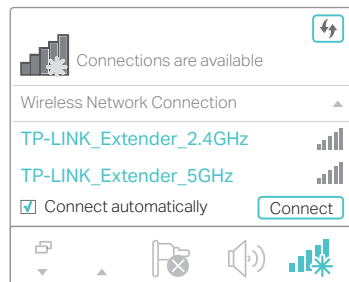 Connections are available
Wireless Network Connection
TP-LINK_Extender_2.4GHz
TP-LINK_Extender_5GHz
Connect automatically
Connect